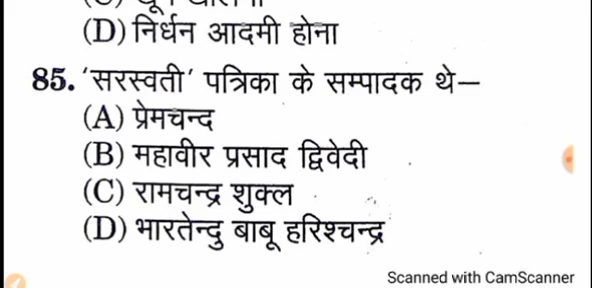 (D) निर्धन आदमी होना
85. ‘सरस्वती’ पत्रिका के सम्पादक थे—
(A) प्रेमचन्द
(B) महावीर प्रसाद द्विवेदी
(C) रामचन्द्र शुक्ल
(D) भारतेन्दु बाबू हरिश्चन्द्र
Scanned with CamScanner